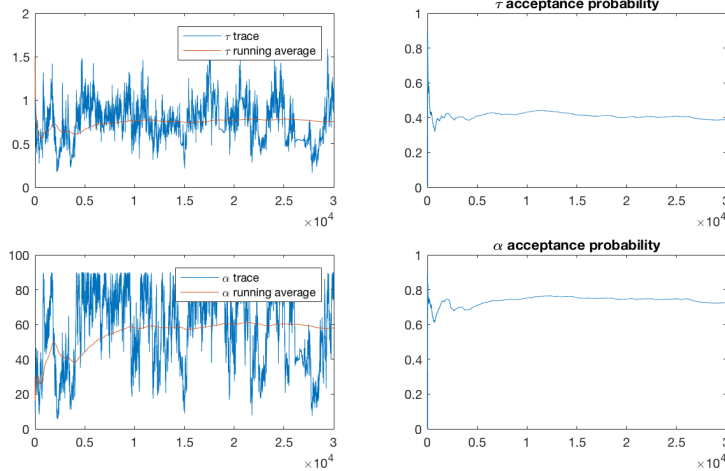 τ acceptance probability
2
1.5
1
0.5
0
τ trace
τ running average
0 0.5 1 1.5 2 2.5 3
×10⁴
1
0.8
0.6
0.4
0.2
0
0 0.5 1 1.5 2 2.5 3
×10⁴
α acceptance probability
100
80
60
40
20
0
α trace
α running average
0 0.5 1 1.5 2 2.5 3
×10⁴
1
0.8
0.6
0.4
0.2
0
0 0.5 1 1.5 2 2.5 3
×10⁴